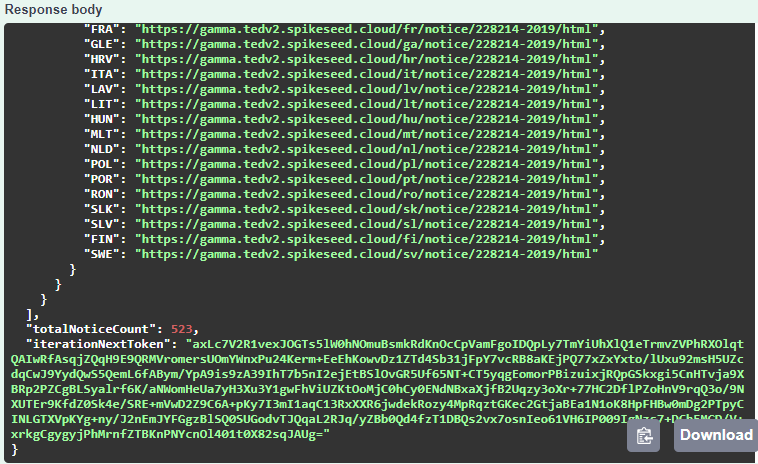 Response body
"FRA": "https://gamma.tedv2.spikeseed.cloud/fr/notice/228214-2019/html",
"GLE": "https://gamma.tedv2.spikeseed.cloud/ga/notice/228214-2019/html",
"HRV": "https://gamma.tedv2.spikeseed.cloud/hr/notice/228214-2019/html",
"ITA": "https://gamma.tedv2.spikeseed.cloud/it/notice/228214-2019/html",
"LAV": "https://gamma.tedv2.spikeseed.cloud/lv/notice/228214-2019/html",
"LIT": "https://gamma.tedv2.spikeseed.cloud/lt/notice/228214-2019/html",
"HUN": "https://gamma.tedv2.spikeseed.cloud/hu/notice/228214-2019/html",
"MLT": "https://gamma.tedv2.spikeseed.cloud/mt/notice/228214-2019/html",
"NLD": "https://gamma.tedv2.spikeseed.cloud/nl/notice/228214-2019/html",
"POL": "https://gamma.tedv2.spikeseed.cloud/pl/notice/228214-2019/html",
"POR": "https://gamma.tedv2.spikeseed.cloud/pt/notice/228214-2019/html",
"RON": "https://gamma.tedv2.spikeseed.cloud/ro/notice/228214-2019/html",
"SLK": "https://gamma.tedv2.spikeseed.cloud/sk/notice/228214-2019/html",
"SLV": "https://gamma.tedv2.spikeseed.cloud/sl/notice/228214-2019/html",
"FIN": "https://gamma.tedv2.spikeseed.cloud/fi/notice/228214-2019/html",
"SWE": "https://gamma.tedv2.spikeseed.cloud/sv/notice/228214-2019/html"
}
}
}
],
"totalNoticeCount": 523,
"iterationNextToken": "axLc7V2R1vexJOGTs5lW0hNOmuBsmkRdKnOcCpVamFgoIDQpLy7TmYiUhXlQ1eTrmvZVPhRXOlqt
QAIwRfAsqjZQqH9E9QRMVromersUOmYWnxPu24Kerm+EeEhKowvDz1ZTd4Sb31jFpY7vcRB8aKEjPQ77xZxYxto/lUxu92msH5UZc
dqCwJ9YydQwS5QemL6fABym/YpA9is9zA39IhT7b5nI2ejEtBSlOvGR5Uf65NT+CT5yqgEomorPBizuixjRQpGSkxgi5CnHTvja9X
BRp2PZCgBLSyalrf6K/aNWomHeUa7yH3Xu3Y1gwFhViUZKtOoMjC0hCy0ENdNBxaXjfB2Uqzy3oXr+77HC2DflPZoHnV9rqQ3o/9N
XUTEr9KfdZ0Sk4e/SRE+mVwD2Z9C6A+pKy7I3mI1aqC13RxXXR6jwdekRozy4MpRqztGKec2GtjaBEa1N1oK8HpFHBw0mDg2PTpyC
INLGTXVpKYg+ny/J2nEmJYFGgzBlSQ05UGodvTJQqaL2RJq/yZBb0Qd4fzT1DBQs2vx7osnIeo61VH6IP009I
xrkgCgygyjPhMrnfZTBKnPNYcnOl401t0X82sqJAUg="
}
Download